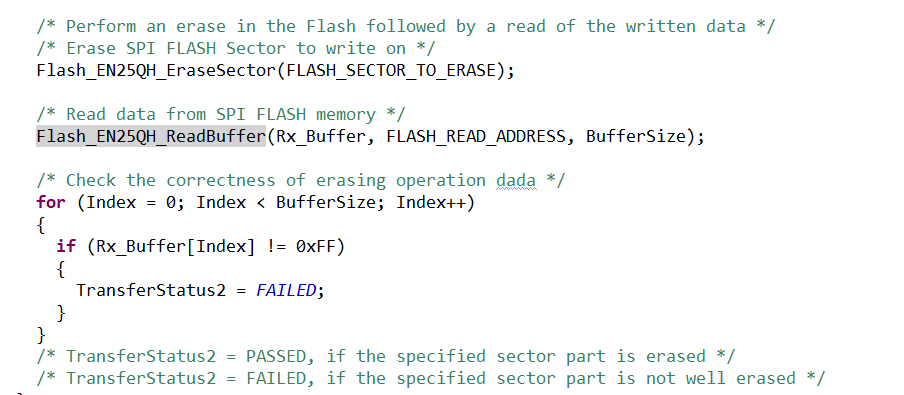 /* Perform an erase in the Flash followed by a read of the written data */
/* Erase SPI FLASH Sector to write on */
Flash_EN25QH_EraseSector(FLASH_SECTOR_TO_ERASE);
/* Read data from SPI FLASH memory */
Flash_EN25QH_ReadBuffer(Rx_Buffer, FLASH_READ_ADDRESS, BufferSize);
/* Check the correctness of erasing operation dada */
for (Index = 0; Index < BufferSize; Index++)
{
if (Rx_Buffer[Index] != 0xFF)
{
TransferStatus2 = FAILED;
}
}
/* TransferStatus2 = PASSED, if the specified sector part is erased */
/* TransferStatus2 = FAILED, if the specified sector part is not well erased */